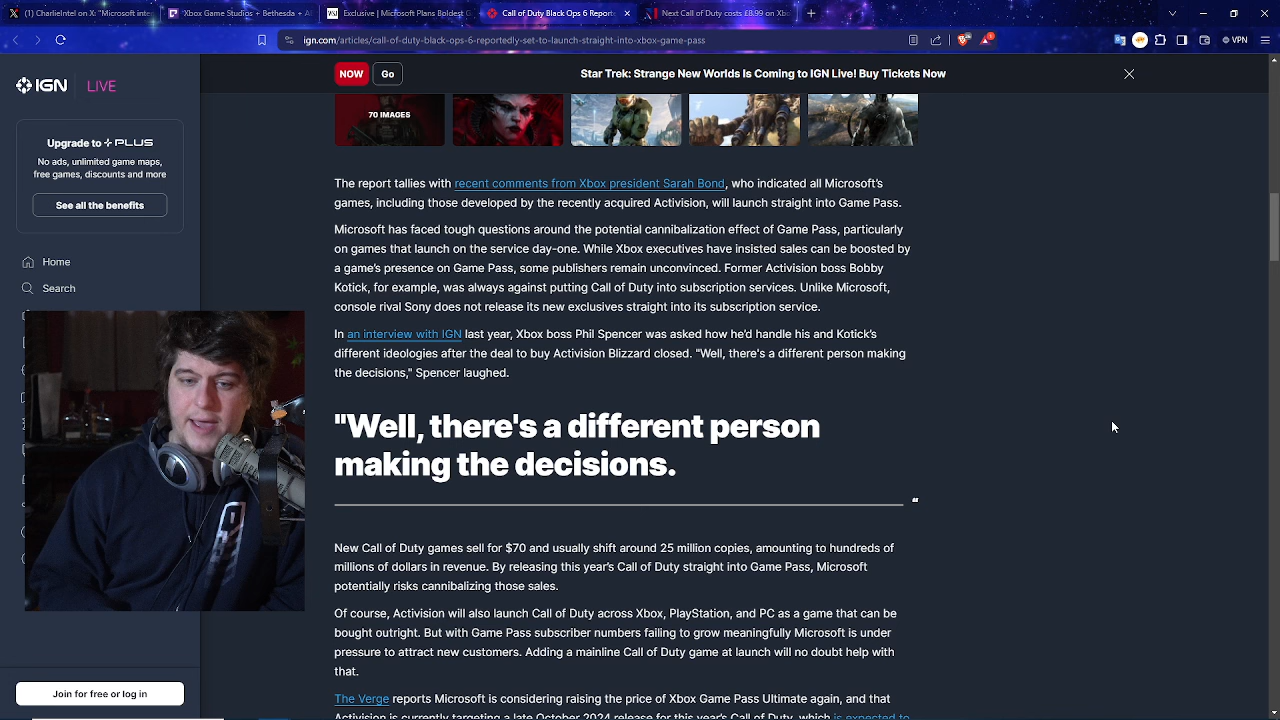 (1) CharlieIntel on X: "Microsoft inte
'Xbox Game Studios + Bethesda + A
Exclusive | Microsoft Plans Boldest G
Call of Duty Black Ops 6 Report
Next Call of Duty costs £8.99 on Xb
ign.com/articles/call-of-duty-black-ops-6-reportedly-set-to-launch-straight-into-xbox-game-pass
VPN
IGN LIVE
NOW
Go
Star Trek: Strange New Worlds Is Coming to IGN Live! Buy Tickets Now
Upgrade to PLUS
No ads, unlimited game maps,
free games, discounts and more
See all the benefits
Home
Search
Join for free or log in
70 IMAGES
The report tallies with recent comments from Xbox president Sarah Bond, who indicated all Microsoft's
games, including those developed by the recently acquired Activision, will launch straight into Game Pass.
Microsoft has faced tough questions around the potential cannibalization effect of Game Pass, particularly
on games that launch on the service day-one. While Xbox executives have insisted sales can be boosted by
a game's presence on Game Pass, some publishers remain unconvinced. Former Activision boss Bobby
Kotick, for example, was always against putting Call of Duty into subscription services. Unlike Microsoft,
console rival Sony does not release its new exclusives straight into its subscription service.
In an interview with IGN last year, Xbox boss Phil Spencer was asked how he'd handle his and Kotick's
different ideologies after the deal to buy Activision Blizzard closed. "Well, there's a different person making
the decisions," Spencer laughed.
"Well, there's a different person
making the decisions.
“
New Call of Duty games sell for $70 and usually shift around 25 million copies, amounting to hundreds of
millions of dollars in revenue. By releasing this year's Call of Duty straight into Game Pass, Microsoft
potentially risks cannibalizing those sales.
Of course, Activision will also launch Call of Duty across Xbox, PlayStation, and PC as a game that can be
bought outright. But with Game Pass subscriber numbers failing to grow meaningfully Microsoft is under
pressure to attract new customers. Adding a mainline Call of Duty game at launch will no doubt help with
that.
The Verge reports Microsoft is considering raising the price of Xbox Game Pass Ultimate again, and that
Activision is currently targeting a late October 2024 release for this year's Call of Duty, which is expected to